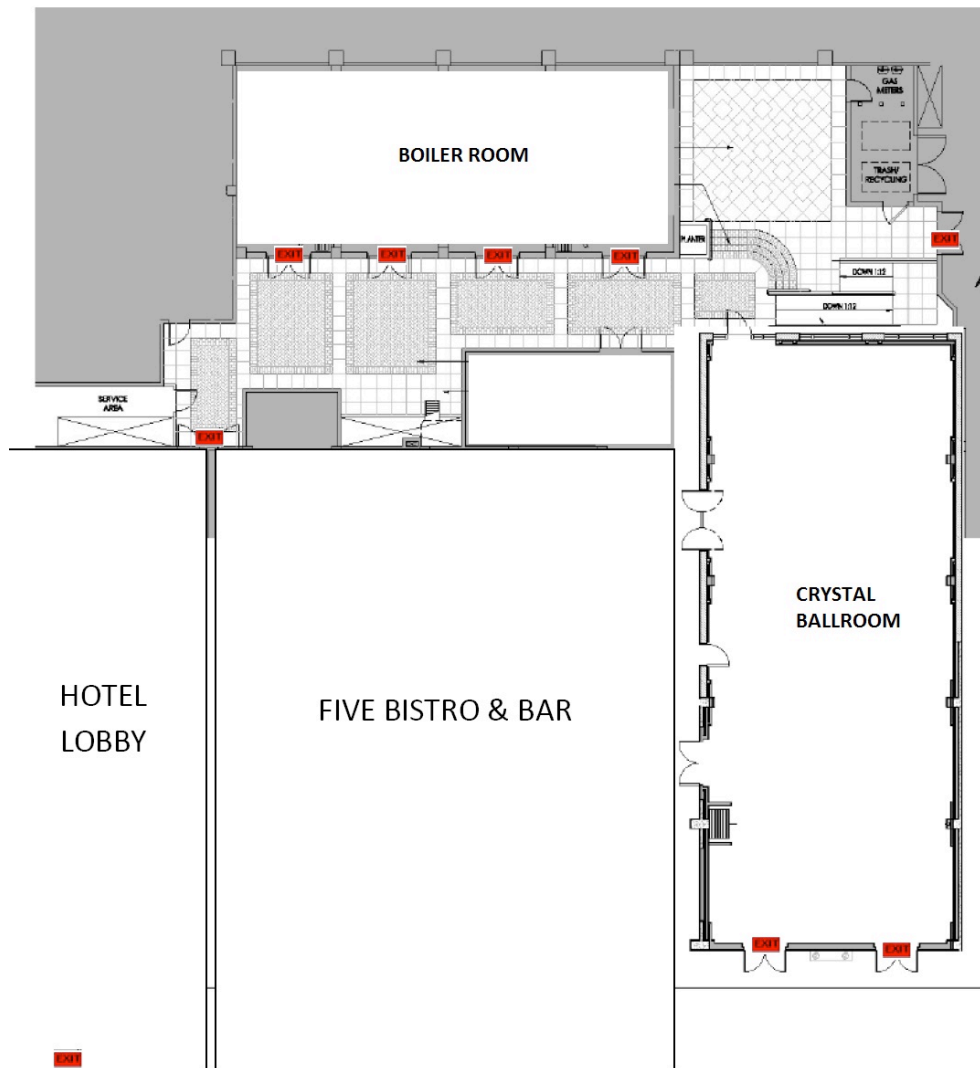 GAS
METERS
BOILER ROOM
TRASH/
RECYCLING
PLANTER
EXIT
EXIT
EXIT
EXIT
EXIT
DOWN 1:12
A
DOWN 1:12
SERVICE
AREA
EXIT
CRYSTAL
BALLROOM
HOTEL
LOBBY
FIVE BISTRO & BAR
EXIT
EXIT
EXIT